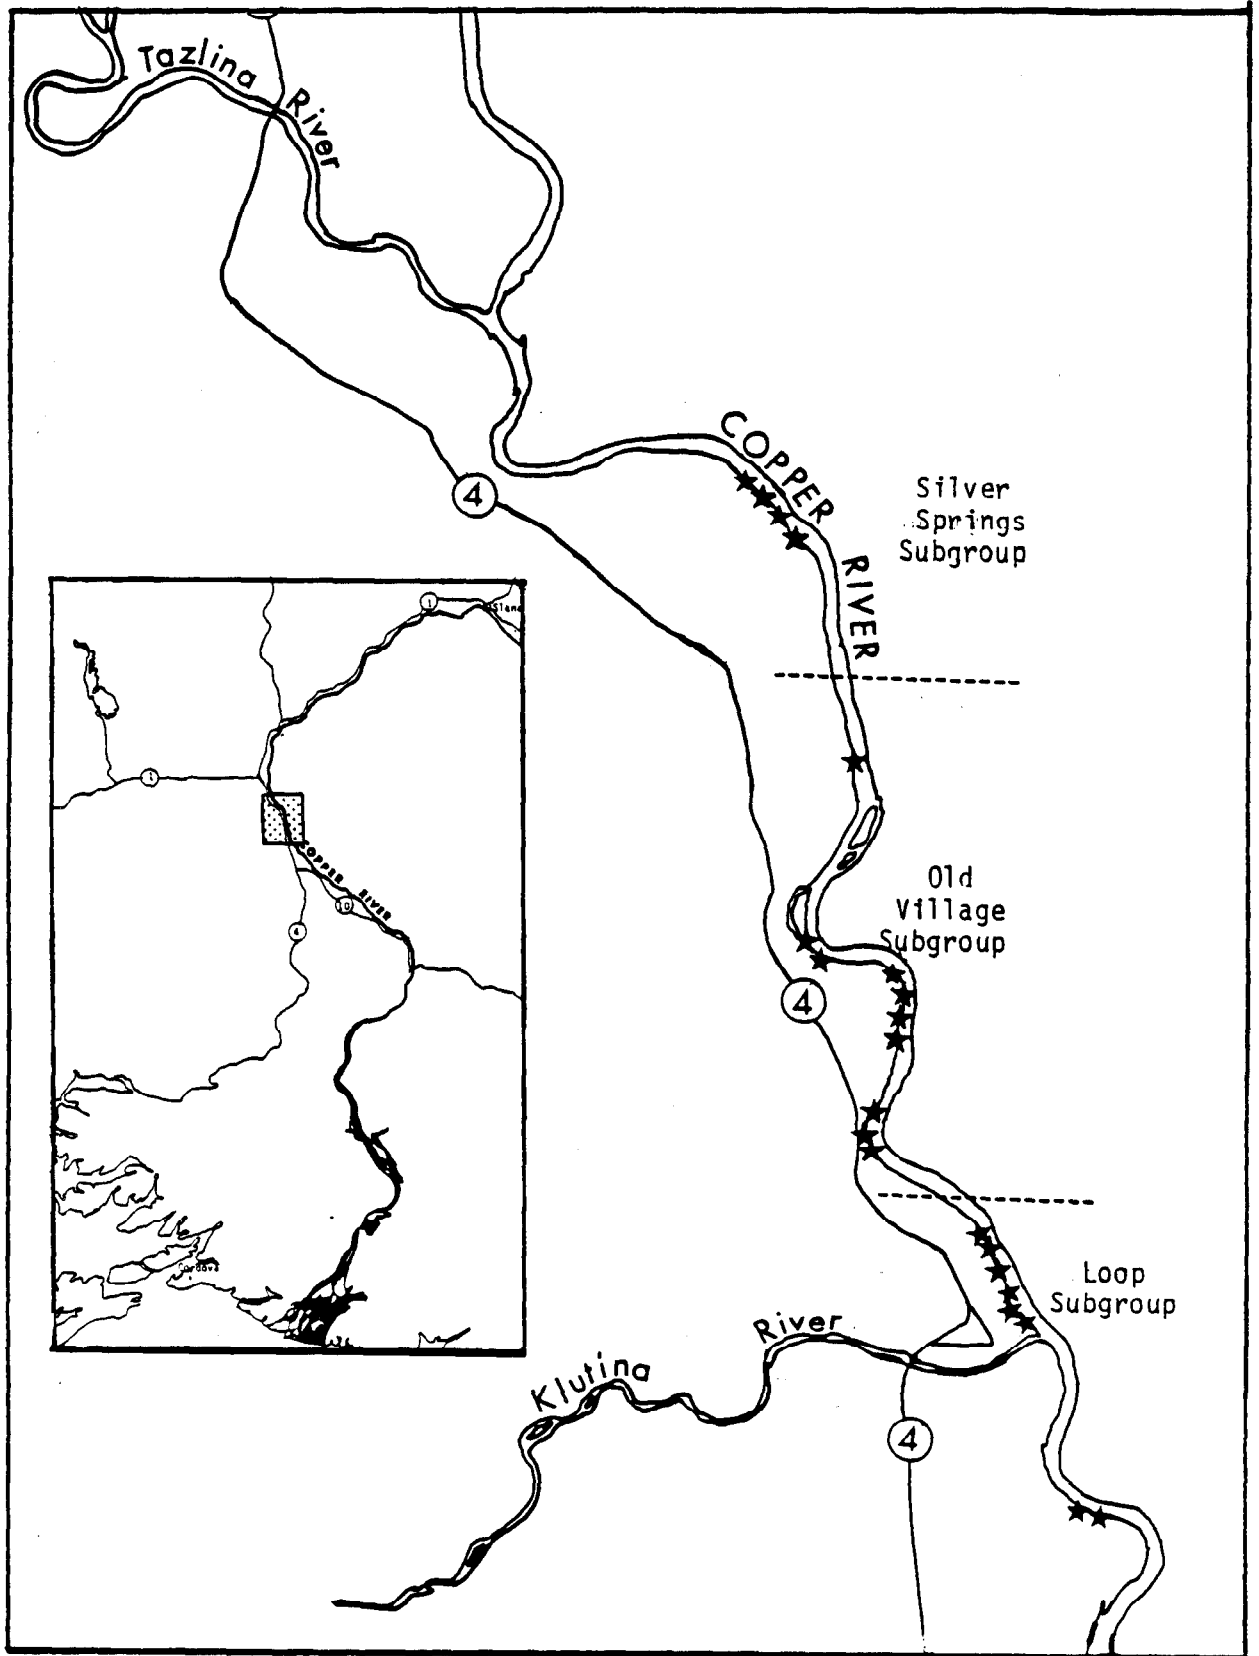 Tazlina
River
COPPER
RIVER
Silver
Springs
Subgroup
4
1
1
COPPER RIVER
10
4
Cordova
Old
Village
Subgroup
4
Loop
Subgroup
River
Klutina
4